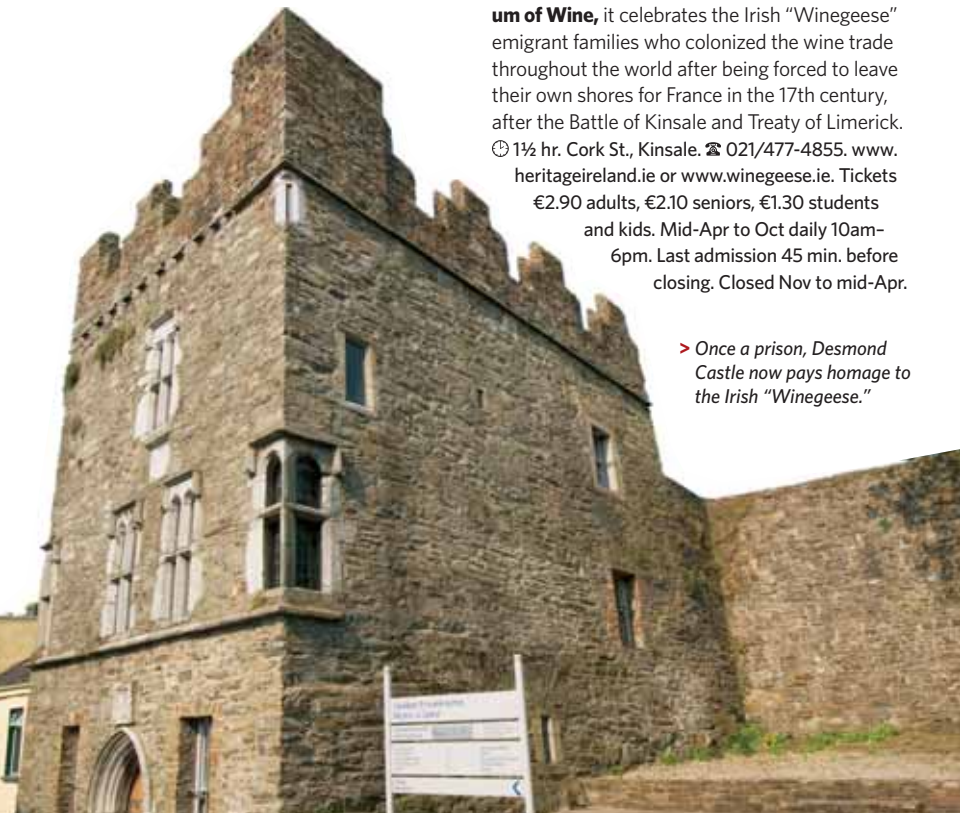 um of Wine, it celebrates the Irish “Winegeese”
emigrant families who colonized the wine trade
throughout the world after being forced to leave
their own shores for France in the 17th century,
after the Battle of Kinsale and Treaty of Limerick.
1½ hr. Cork St., Kinsale. ☎ 021/477-4855. www.
heritageireland.ie or www.winegeese.ie. Tickets
€2.90 adults, €2.10 seniors, €1.30 students
and kids. Mid-Apr to Oct daily 10am–
6pm. Last admission 45 min. before
closing. Closed Nov to mid-Apr.
> Once a prison, Desmond
Castle now pays homage to
the Irish “Winegeese.”